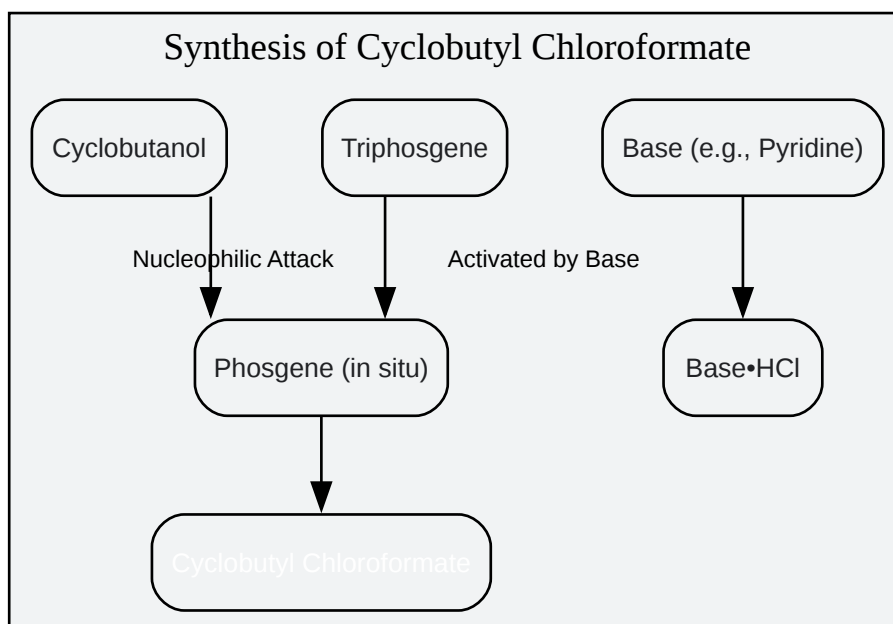 Synthesis of Cyclobutyl Chloroformate
Cyclobutanol
Triphosgene
Base (e.g., Pyridine)
Nucleophilic Attack
Activated by Base
Phosgene (in situ)
Base•HCl
Cyclobutyl Chloroformate